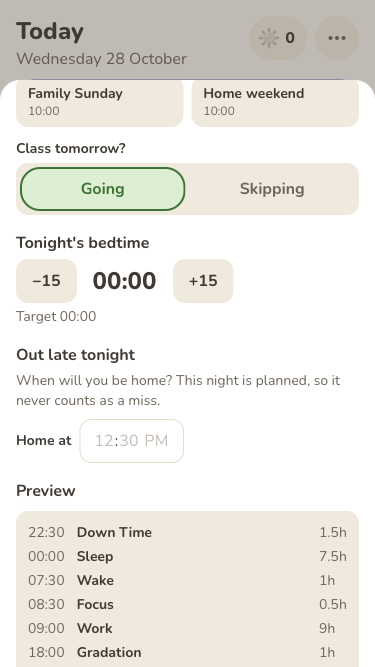 Today
Wednesday 28 October
0
Family Sunday
10:00
Home weekend
10:00
Class tomorrow?
Going
Skipping
Tonight's bedtime
−15
00:00
+15
Target 00:00
Out late tonight
When will you be home? This night is planned, so it
never counts as a miss.
Home at
12:30 PM
Preview
22:30 Down Time 1.5h
00:00 Sleep 7.5h
07:30 Wake 1h
08:30 Focus 0.5h
09:00 Work 9h
18:00 Gradation 1h